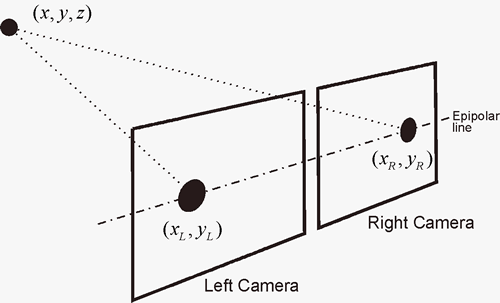 (x, y, z)
Epipolar
line
(x_R, y_R)
(x_L, y_L)
Right Camera
Left Camera